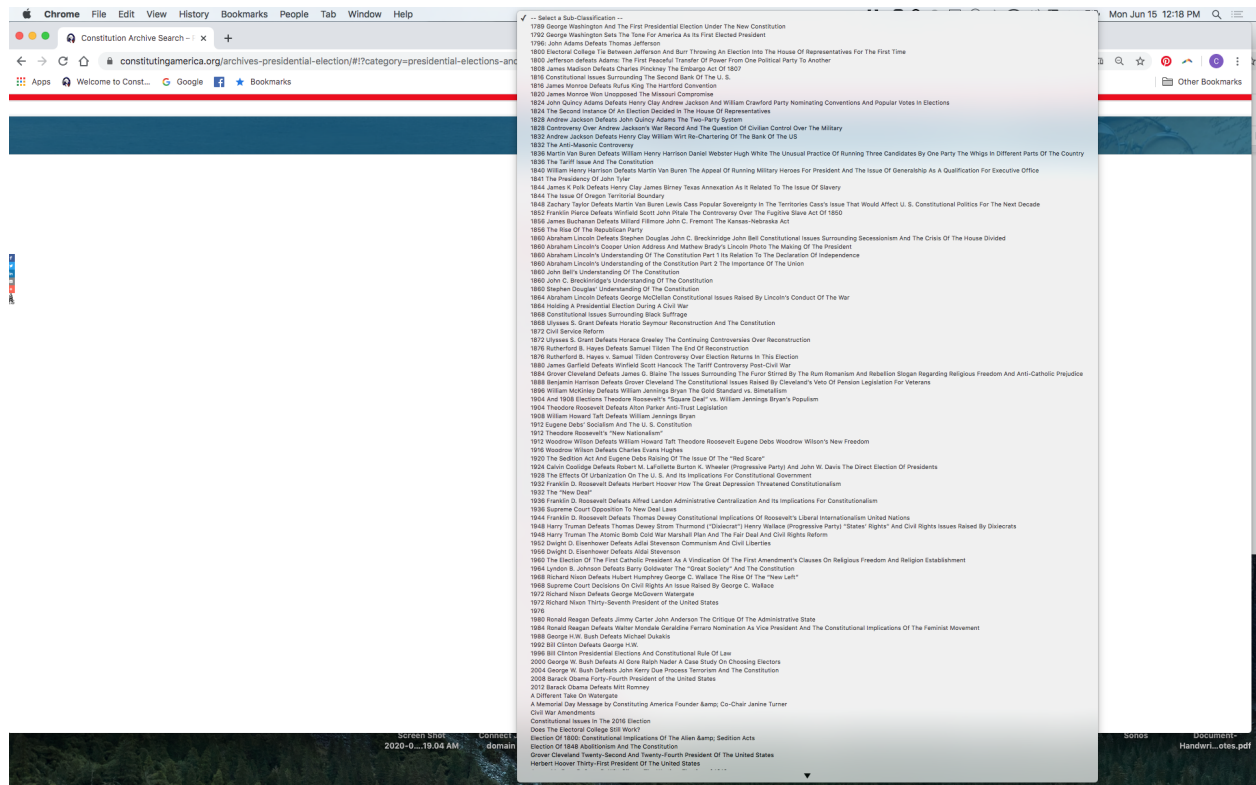 Chrome File Edit View History Bookmarks People Tab Window Help
Mon Jun 15 12:18 PM
Constitution Archive Search –
constitutingamerica.org/archives-presidential-election/#!?category=presidential-elections-and
Apps Welcome to Const... Google Bookmarks
Other Bookmarks
-- Select a Sub-Classification --
1789 George Washington And The First Presidential Election Under The New Constitution
1792 George Washington Sets The Tone For America As Its First Elected President
1796: John Adams Defeats Thomas Jefferson
1800 Electoral College Tie Between Jefferson And Burr Throwing An Election Into The House Of Representatives For The First Time
1800 Jefferson defeats Adams: The First Peaceful Transfer Of Power From One Political Party To Another
1808 James Madison Defeats Charles Pinckney The Embargo Act Of 1807
1816 Constitutional Issues Surrounding The Second Bank Of The U. S.
1816 James Monroe Defeats Rufus King The Hartford Convention
1820 James Monroe Won Unopposed The Missouri Compromise
1824 John Quincy Adams Defeats Henry Clay Andrew Jackson And William Crawford Party Nominating Conventions And Popular Votes In Elections
1824 The Second Instance Of An Election Decided In The House Of Representatives
1828 Andrew Jackson Defeats John Quincy Adams The Two-Party System
1828 Controversy Over Andrew Jackson's War Record And The Question Of Civilian Control Over The Military
1832 Andrew Jackson Defeats Henry Clay William Wirt Re-Chartering Of The Bank Of The US
1832 The Anti-Masonic Controversy
1836 Martin Van Buren Defeats William Henry Harrison Daniel Webster Hugh White The Unusual Practice Of Running Three Candidates By One Party The Whigs In Different Parts Of The Country
1836 The Tariff Issue And The Constitution
1840 William Henry Harrison Defeats Martin Van Buren The Appeal Of Running Military Heroes For President And The Issue Of Generalship As A Qualification For Executive Office
1841 The Presidency Of John Tyler
1844 James K Polk Defeats Henry Clay James Birney Texas Annexation As It Related To The Issue Of Slavery
1844 The Issue Of Oregon Territorial Boundary
1848 Zachary Taylor Defeats Martin Van Buren Lewis Cass Popular Sovereignty In The Territories Cass's Issue That Would Affect U. S. Constitutional Politics For The Next Decade
1852 Franklin Pierce Defeats Winfield Scott John Pitale The Controversy Over The Fugitive Slave Act Of 1850
1856 James Buchanan Defeats Millard Fillmore John C. Fremont The Kansas-Nebraska Act
1856 The Rise Of The Republican Party
1860 Abraham Lincoln Defeats Stephen Douglas John C. Breckinridge John Bell Constitutional Issues Surrounding Secessionism And The Crisis Of The House Divided
1860 Abraham Lincoln's Cooper Union Address And Mathew Brady's Lincoln Photo The Making Of The President
1860 Abraham Lincoln's Understanding Of The Constitution Part 1 Its Relation To The Declaration Of Independence
1860 Abraham Lincoln's Understanding of the Constitution Part 2 The Importance Of The Union
1860 John Bell's Understanding Of The Constitution
1860 John C. Breckinridge's Understanding Of The Constitution
1860 Stephen Douglas' Understanding Of The Constitution
1864 Abraham Lincoln Defeats George McClellan Constitutional Issues Raised By Lincoln's Conduct Of The War
1864 Holding A Presidential Election During A Civil War
1868 Constitutional Issues Surrounding Black Suffrage
1868 Ulysses S. Grant Defeats Horatio Seymour Reconstruction And The Constitution
1872 Civil Service Reform
1872 Ulysses S. Grant Defeats Horace Greeley The Continuing Controversies Over Reconstruction
1876 Rutherford B. Hayes Defeats Samuel Tilden The End Of Reconstruction
1876 Rutherford B. Hayes v. Samuel Tilden Controversy Over Election Returns In This Election
1880 James Garfield Defeats Winfield Scott Hancock The Tariff Controversy Post-Civil War
1884 Grover Cleveland Defeats James G. Blaine The Issues Surrounding The Furor Stirred By The Rum Romanism And Rebellion Slogan Regarding Religious Freedom And Anti-Catholic Prejudice
1888 Benjamin Harrison Defeats Grover Cleveland The Constitutional Issues Raised By Cleveland's Veto Of Pension Legislation For Veterans
1896 William McKinley Defeats William Jennings Bryan The Gold Standard vs. Bimetallism
1904 And 1908 Elections Theodore Roosevelt's "Square Deal" vs. William Jennings Bryan's Populism
1904 Theodore Roosevelt Defeats Alton Parker Anti-Trust Legislation
1908 William Howard Taft Defeats William Jennings Bryan
1912 Eugene Debs' Socialism And The U. S. Constitution
1912 Theodore Roosevelt's "New Nationalism"
1912 Woodrow Wilson Defeats William Howard Taft Theodore Roosevelt Eugene Debs Woodrow Wilson's New Freedom
1916 Woodrow Wilson Defeats Charles Evans Hughes
1920 The Sedition Act And Eugene Debs Raising Of The Issue Of The "Red Scare"
1924 Calvin Coolidge Defeats Robert M. LaFollette Burton K. Wheeler (Progressive Party) And John W. Davis The Direct Election Of Presidents
1928 The Effects Of Urbanization On The U. S. And Its Implications For Constitutional Government
1932 Franklin D. Roosevelt Defeats Herbert Hoover How The Great Depression Threatened Constitutionalism
1932 The "New Deal"
1936 Franklin D. Roosevelt Defeats Alfred Landon Administrative Centralization And Its Implications For Constitutionalism
1936 Supreme Court Opposition To New Deal Laws
1944 Franklin D. Roosevelt Defeats Thomas Dewey Constitutional Implications Of Roosevelt's Liberal Internationalism United Nations
1948 Harry Truman Defeats Thomas Dewey Strom Thurmond ("Dixiecrat") Henry Wallace (Progressive Party) "States' Rights" And Civil Rights Issues Raised By Dixiecrats
1948 Harry Truman The Atomic Bomb Cold War Marshall Plan And The Fair Deal And Civil Rights Reform
1952 Dwight D. Eisenhower Defeats Adlai Stevenson Communism And Civil Liberties
1956 Dwight D. Eisenhower Defeats Aldai Stevenson
1960 The Election Of The First Catholic President As A Vindication Of The First Amendment's Clauses On Religious Freedom And Religion Establishment
1964 Lyndon B. Johnson Defeats Barry Goldwater The "Great Society" And The Constitution
1968 Richard Nixon Defeats Hubert Humphrey George C. Wallace The Rise Of The "New Left"
1968 Supreme Court Decisions On Civil Rights An Issue Raised By George C. Wallace
1972 Richard Nixon Defeats George McGovern Watergate
1972 Richard Nixon Thirty-Seventh President of the United States
1976
1980 Ronald Reagan Defeats Jimmy Carter John Anderson The Critique Of The Administrative State
1984 Ronald Reagan Defeats Walter Mondale Geraldine Ferraro Nomination As Vice President And The Constitutional Implications Of The Feminist Movement
1988 George H.W. Bush Defeats Michael Dukakis
1992 Bill Clinton Defeats George H.W.
1996 Bill Clinton Presidential Elections And Constitutional Rule Of Law
2000 George W. Bush Defeats Al Gore Ralph Nader A Case Study On Choosing Electors
2004 George W. Bush Defeats John Kerry Due Process Terrorism And The Constitution
2008 Barack Obama Forty-Fourth President of the United States
2012 Barack Obama Defeats Mitt Romney
A Different Take On Watergate
A Memorial Day Message by Constituting America Founder &amp; Co-Chair Janine Turner
Civil War Amendments
Constitutional Issues In The 2016 Election
Does The Electoral College Still Work?
Election Of 1800: Constitutional Implications Of The Alien &amp; Sedition Acts
Election Of 1848 Abolitionism And The Constitution
Grover Cleveland Twenty-Second And Twenty-Fourth President Of The United States
Herbert Hoover Thirty-First President Of The United States
Screen Shot
2020-0....19.04 AM
Connect
domain
Sonos
Document-
Handwri...otes.pdf